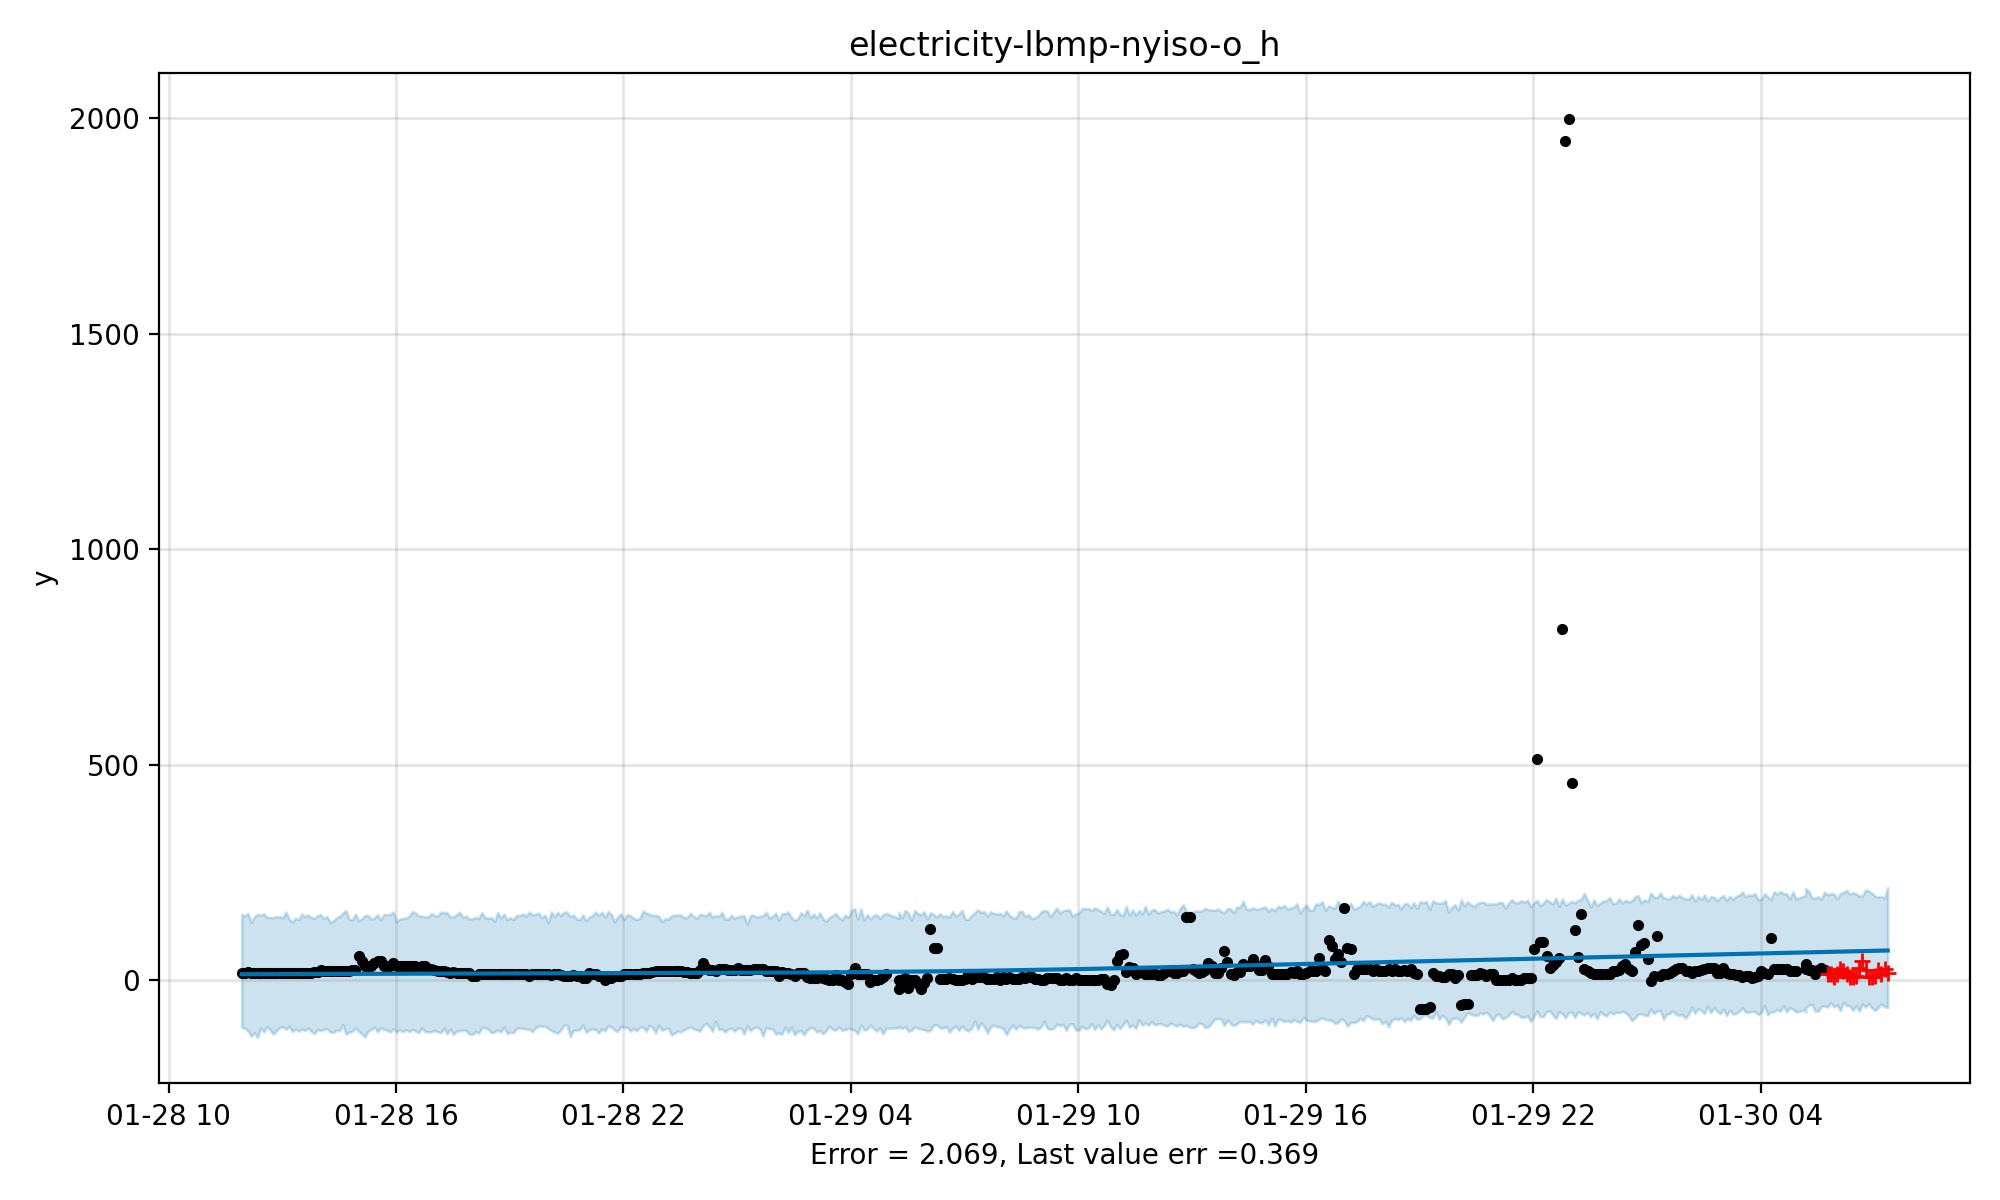 electricity-lbmp-nyiso-o_h
2000
1500
1000
500
0
y
01-28 10 01-28 16 01-28 22 01-29 04 01-29 10 01-29 16 01-29 22 01-30 04
Error = 2.069, Last value err =0.369